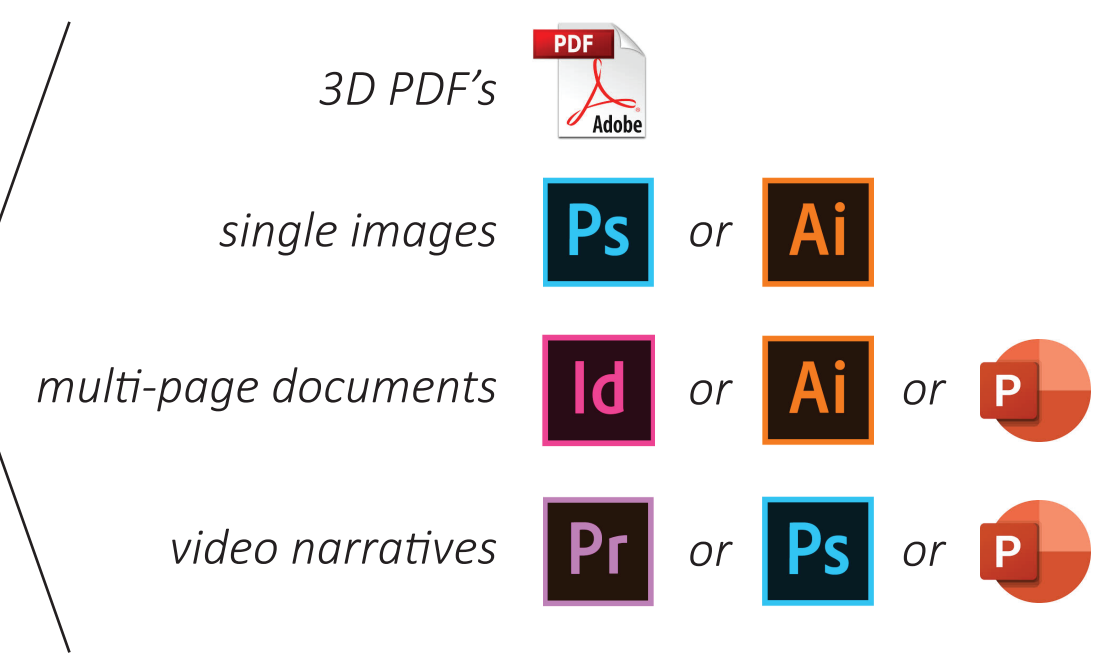 PDF
Adobe
3D PDF's
single images Ps or Ai
multi-page documents Id or Ai or P
video narratives Pr or Ps or P